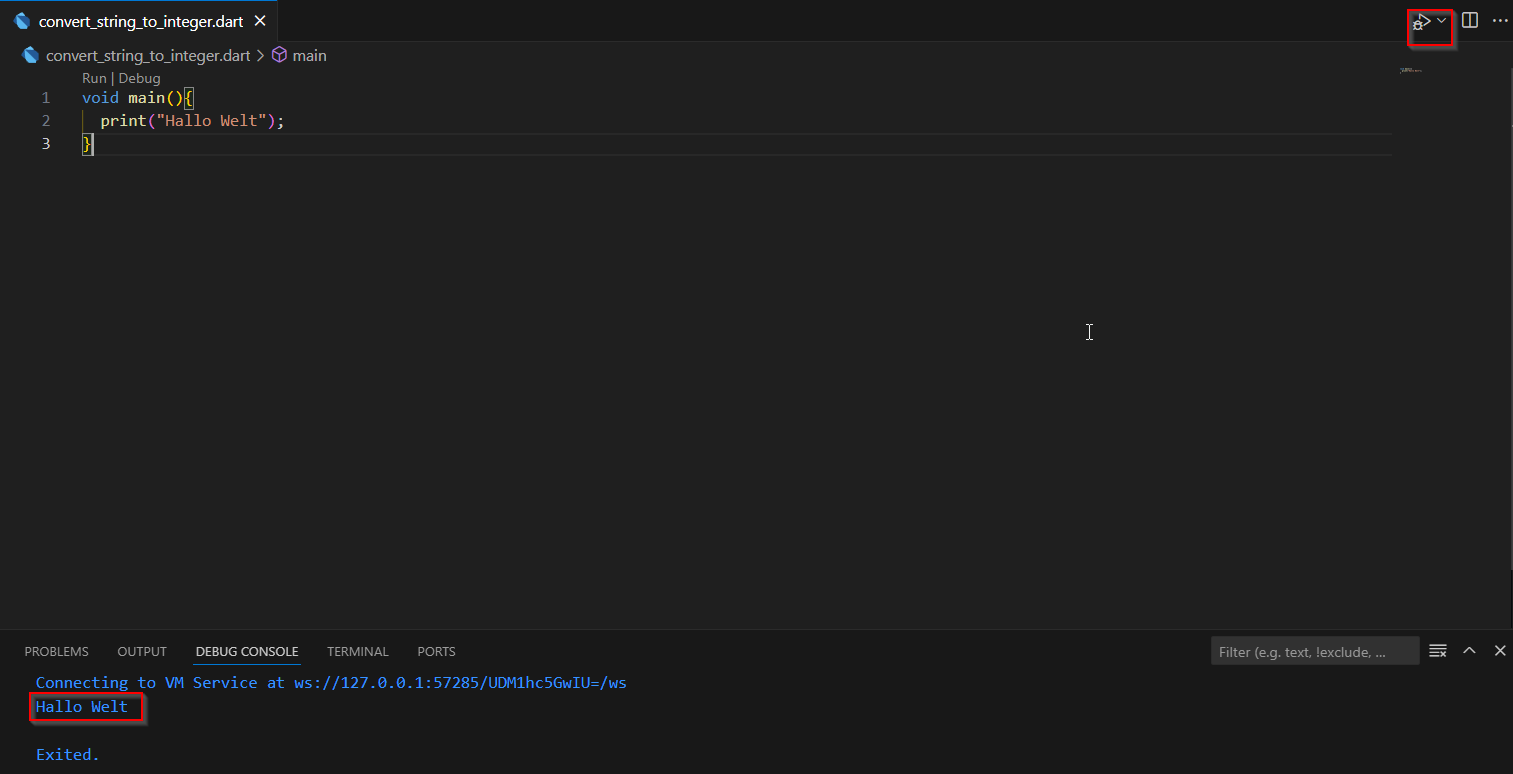 convert_string_to_integer.dart
convert_string_to_integer.dart > main
Run | Debug
1 void main(){
2 print("Hallo Welt");
3 }
PROBLEMS OUTPUT DEBUG CONSOLE TERMINAL PORTS Filter (e.g. text, !exclude, ...
Connecting to VM Service at ws://127.0.0.1:57285/UDM1hc5GwIU=/ws
Hallo Welt
Exited.